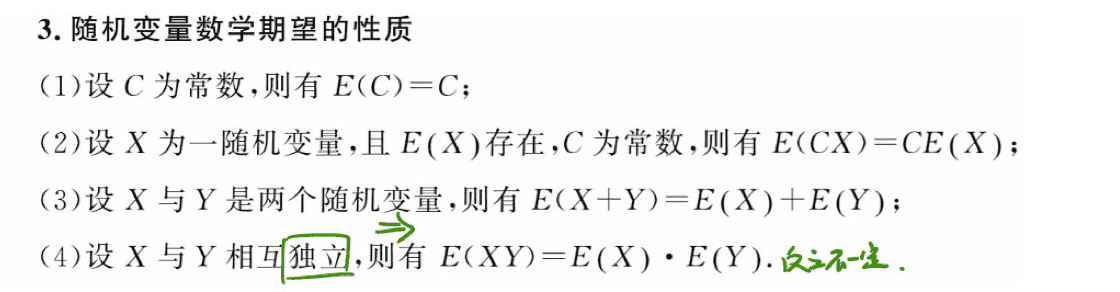 3. 随机变量数学期望的性质
(1)设 C 为常数,则有 E(C)=C;
(2)设 X 为一随机变量,且 E(X)存在,C 为常数,则有 E(CX)=CE(X);
(3)设 X 与 Y 是两个随机变量,则有 E(X+Y)=E(X)+E(Y);
⇒
(4)设 X 与 Y 相互独立,则有 E(XY)=E(X)·E(Y). 反之不一定.